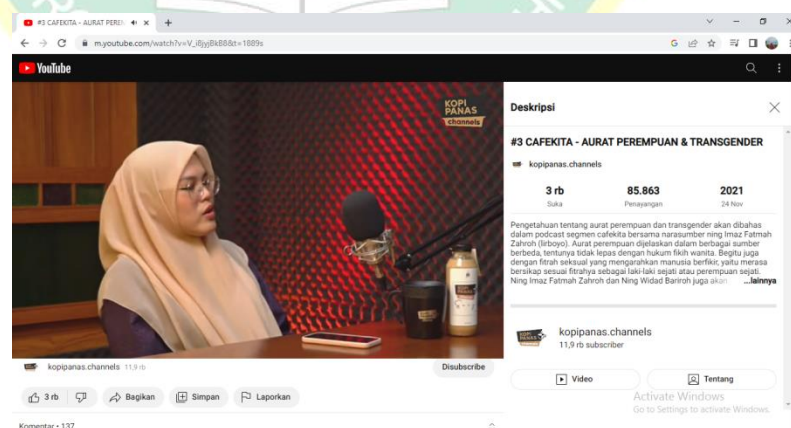 #3 CAFEKITA - AURAT PEREM
m.youtube.com/watch?v=V_i8jyjBkB8&t=1889s
YouTube
KOPI
PANAS
channels
Deskripsi
#3 CAFEKITA - AURAT PEREMPUAN & TRANSGENDER
kopipanas.channels
3 rb 85.863 2021
Suka Penayangan 24 Nov
Pengetahuan tentang aurat perempuan dan transgender akan dibahas
dalam podcast segmen cafekita bersama narasumber ning Imaz Fatmah
Zahroh (lirboyo). Aurat perempuan dijelaskan dalam berbagai sumber
berbeda, tentunya tidak lepas dengan hukum fikih wanita. Begitu juga
dengan fitrah seksual yang mengarahkan manusia berfikir, yaitu merasa
bersikap sesuai fitrahya sebagai laki-laki sejati atau perempuan sejati.
Ning Imaz Fatmah Zahroh dan Ning Widad Bariroh juga akan ...lainnya
kopipanas.channels
11,9 rb subscriber
Video Tentang
kopipanas.channels 11,9 rb Disubscribe
3 rb Bagikan Simpan Laporkan
Komentar • 137
Activate Windows
Go to Settings to activate Windows.